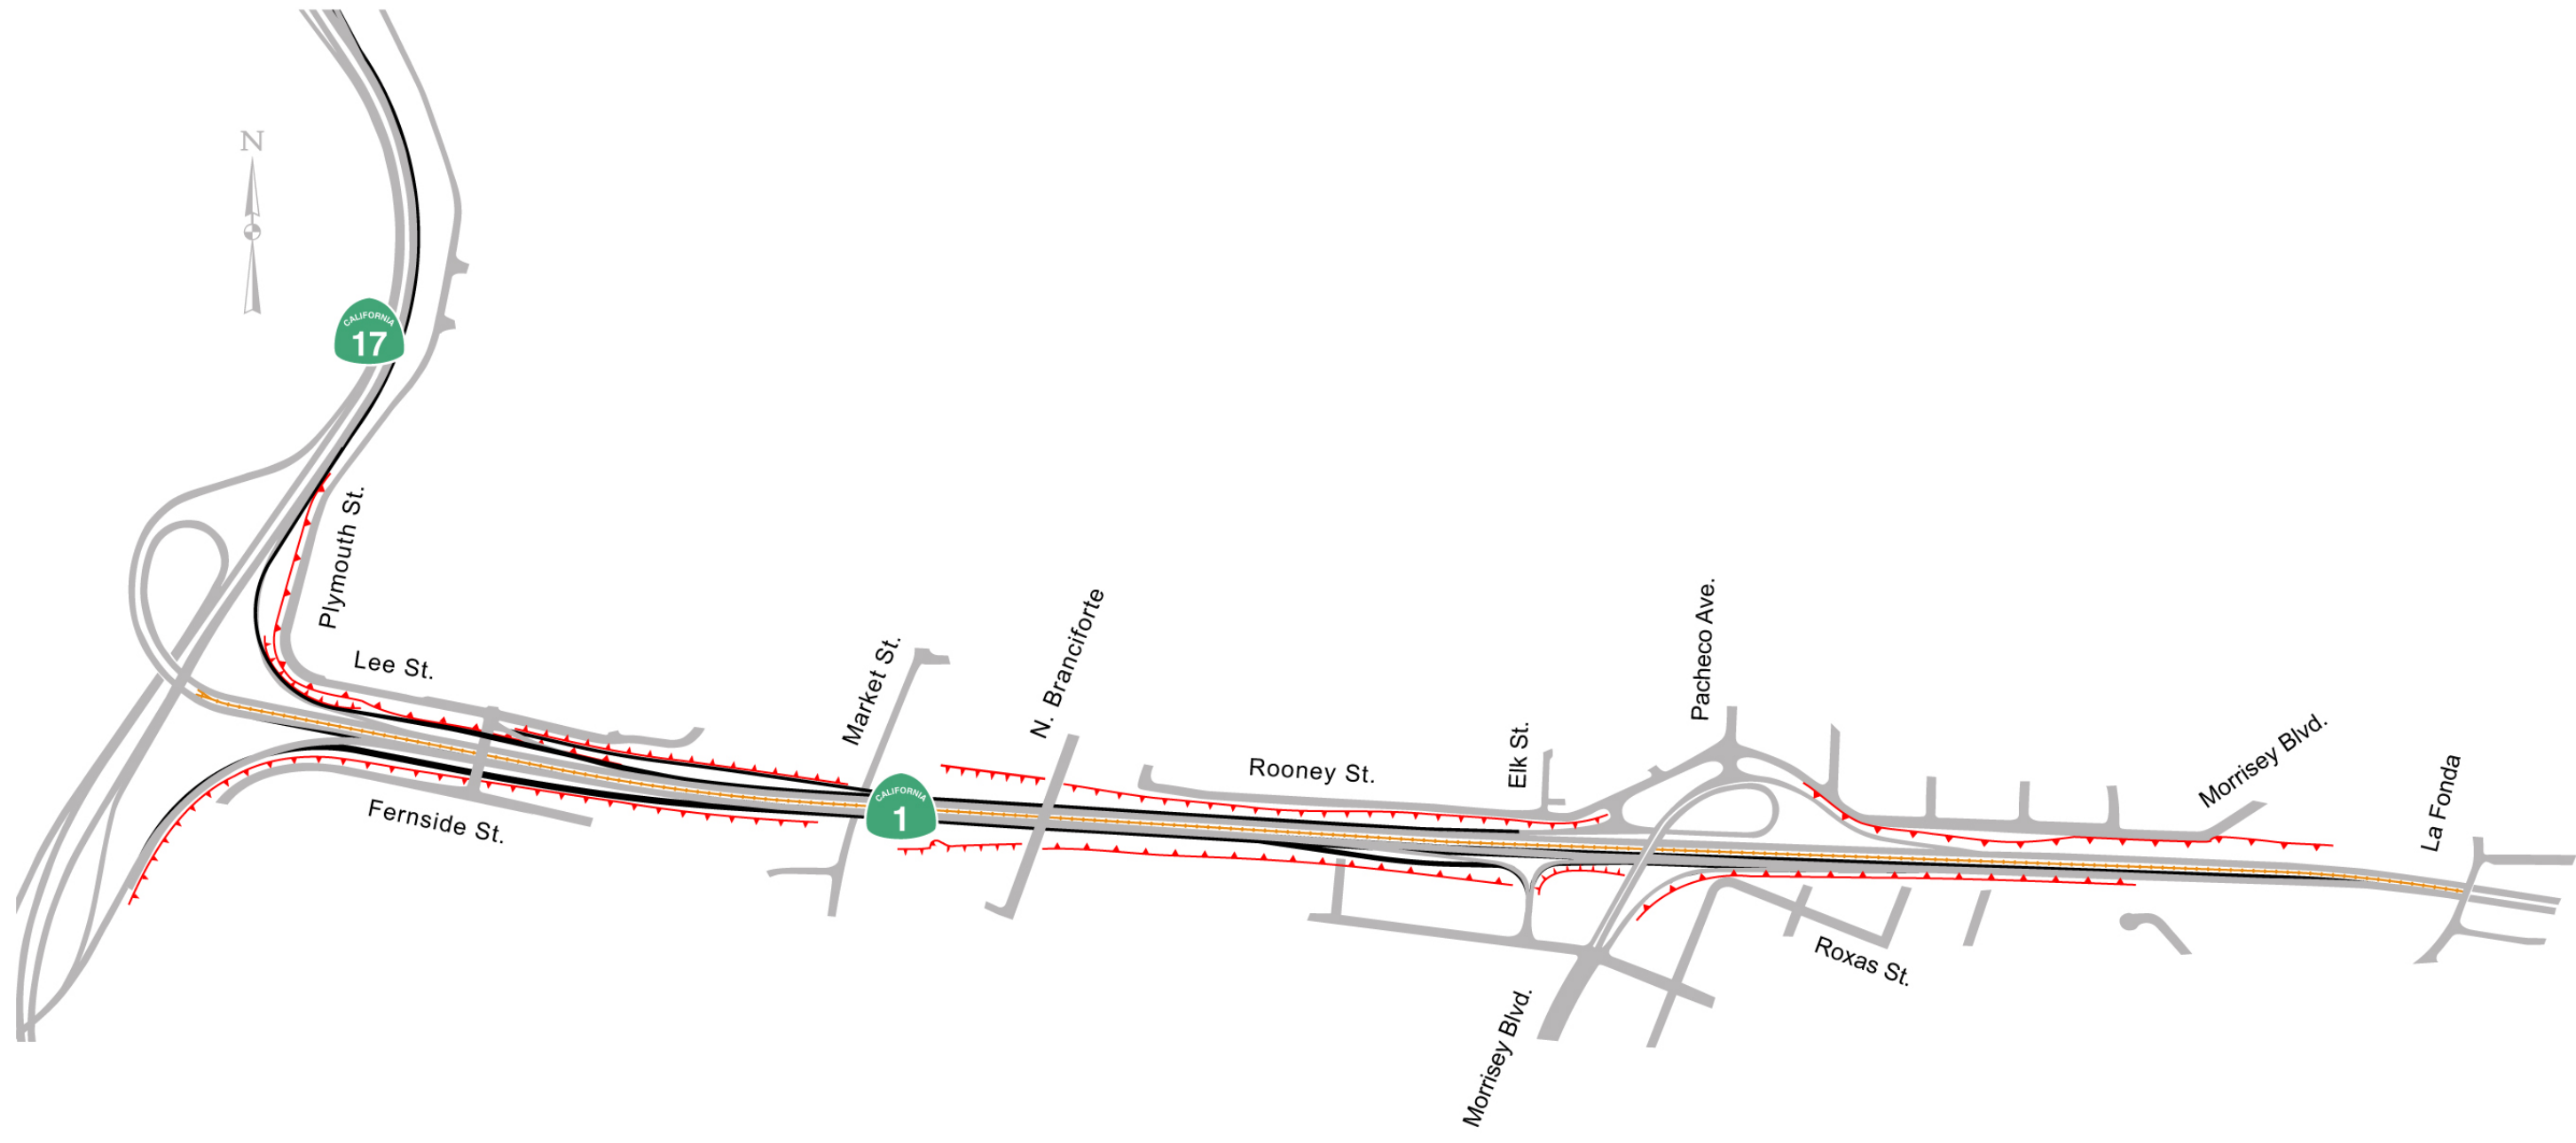 N
CALIFORNIA
17
Plymouth St.
Lee St.
Fernside St.
Market St.
CALIFORNIA
1
N. Branciforte
Rooney St.
Elk St.
Pacheco Ave.
Morrisey Blvd.
La Fonda
Roxas St.
Morrisey Blvd.